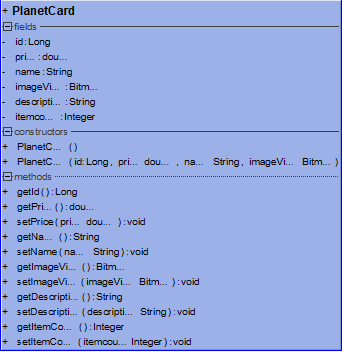 + PlanetCard
fields
- id: Long
- pri... : dou...
- name: String
- imageVi... : Bitm...
- descripti... : String
- itemco... : Integer
constructors
+ PlanetC... ()
+ PlanetC... (id: Long, pri... dou... , na... String, imageVi... Bitm... )
methods
+ getId(): Long
+ getPri... (): dou...
+ setPrice(pri... dou... ): void
+ getNa... (): String
+ setName(na... String): void
+ getImageVi... (): Bitm...
+ setImageVi... (imageVi... Bitm... ): void
+ getDescripti... (): String
+ setDescripti... (descripti... String): void
+ getItemCo... (): Integer
+ setItemCo... (itemcou... Integer): void